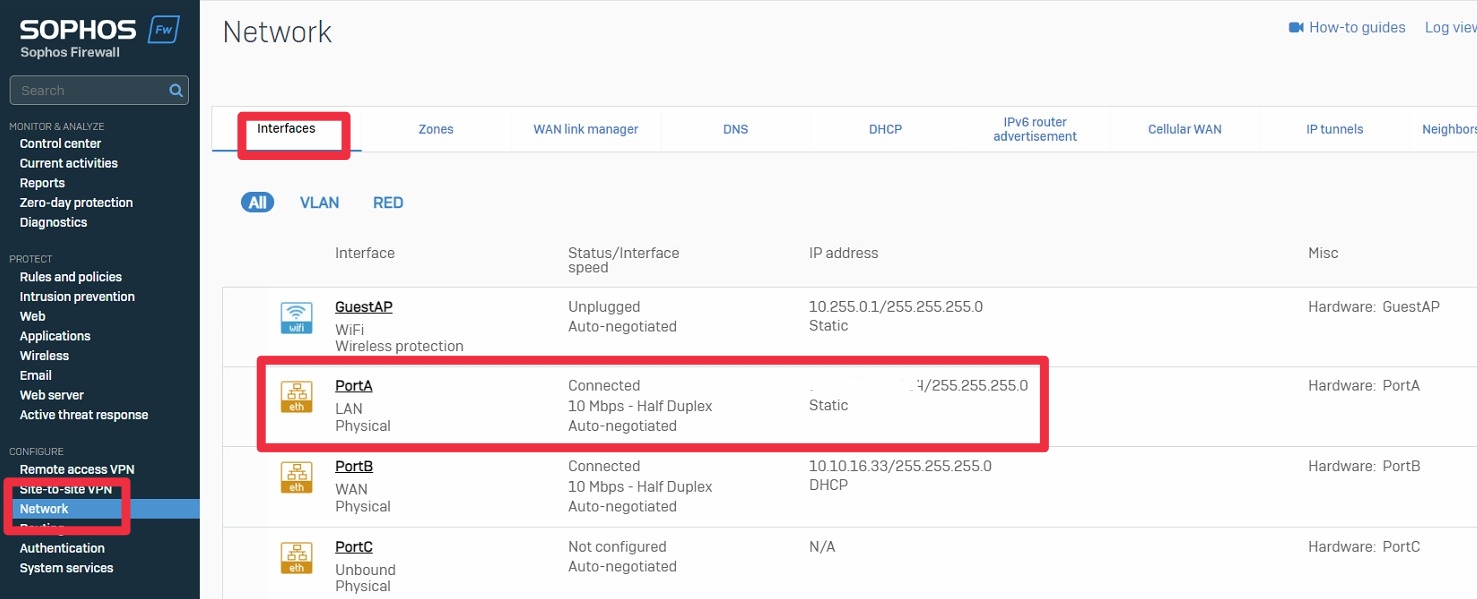 SOPHOS Fw
Sophos Firewall
Search
MONITOR & ANALYZE
Control center
Current activities
Reports
Zero-day protection
Diagnostics
PROTECT
Rules and policies
Intrusion prevention
Web
Applications
Wireless
Email
Web server
Active threat response
CONFIGURE
Remote access VPN
Site-to-site VPN
Network
Routing
Authentication
System services
Network
How-to guides Log view
Interfaces Zones WAN link manager DNS DHCP IPv6 router advertisement Cellular WAN IP tunnels Neighbors
All VLAN RED
Interface Status/Interface speed IP address Misc
GuestAP Unplugged 10.255.0.1/255.255.255.0 Hardware: GuestAP
WiFi Auto-negotiated Static
wifi Wireless protection
PortA Connected /255.255.255.0 Hardware: PortA
LAN 10 Mbps - Half Duplex Static
eth Physical Auto-negotiated
PortB Connected 10.10.16.33/255.255.255.0 Hardware: PortB
WAN 10 Mbps - Half Duplex DHCP
eth Physical Auto-negotiated
PortC Not configured N/A Hardware: PortC
Unbound Auto-negotiated
eth Physical